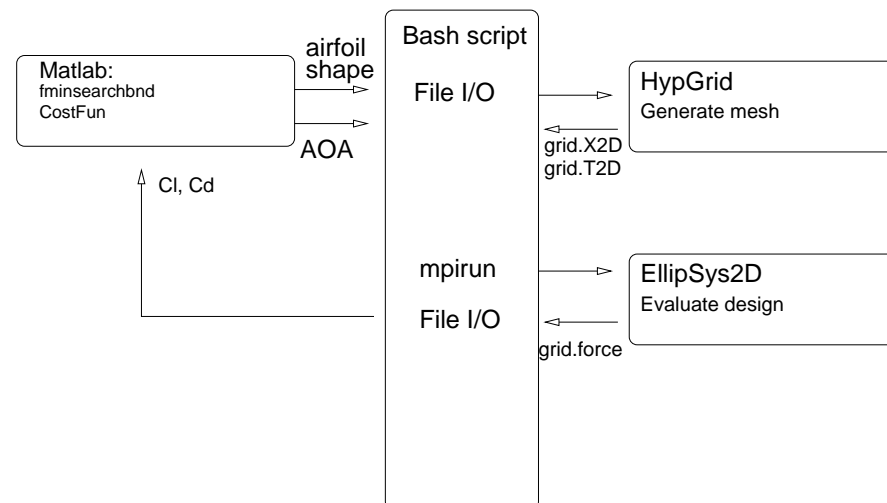 Matlab:
fminsearchbnd
CostFun
airfoil
shape
AOA
Cl, Cd
Bash script
File I/O
mpirun
File I/O
HypGrid
Generate mesh
grid.X2D
grid.T2D
EllipSys2D
Evaluate design
grid.force